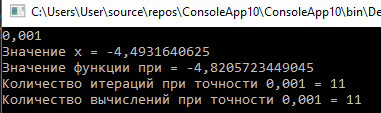 C:\Users\User\source\repos\ConsoleApp10\ConsoleApp10\bin\De
0,001
Значение x = -4,4931640625
Значение функции при = -4,8205723449045
Количество итераций при точности 0,001 = 11
Количество вычислений при точности 0,001 = 11